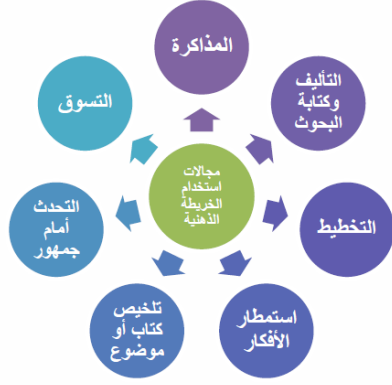 المذاكرة
التأليف
وكتابة
البحوث
التخطيط
استمطار
الأفكار
تلخيص
كتاب أو
موضوع
التحدث
أمام
جمهور
التسوق
مجالات
استخدام
الخريطة
الذهنية